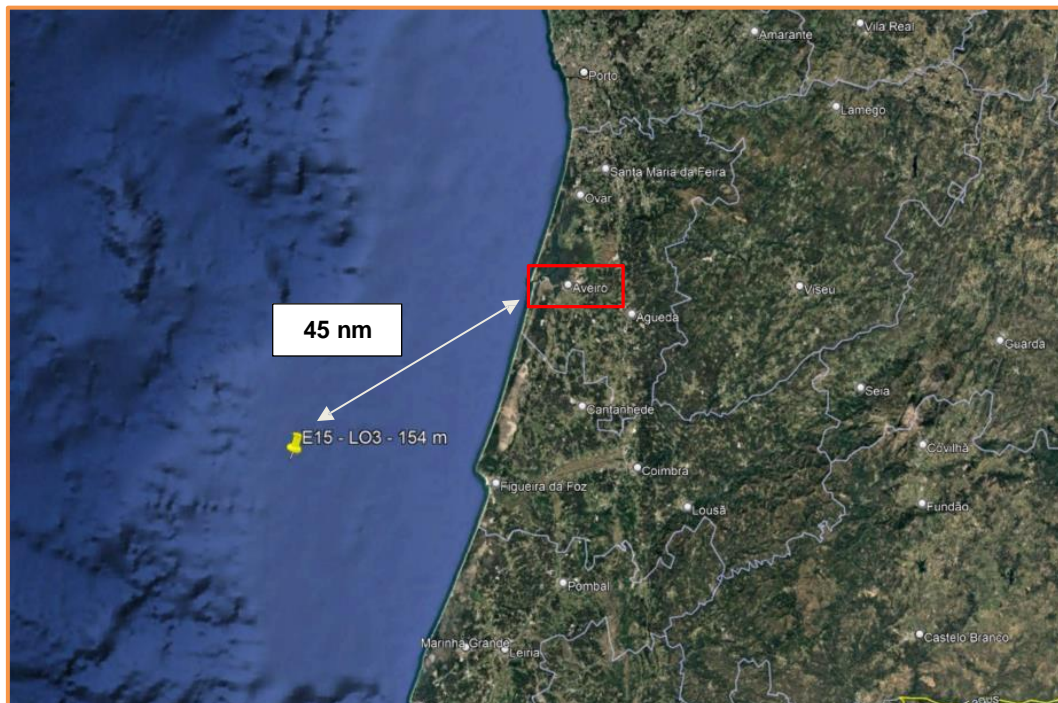 Vila Real
Amarante
Porto
Lamego
Santa Maria da Feira
Ovar
Aveiro
Viseu
Agueda
45 nm
Guarda
Seia
Cantanhede
E15 - LO3 - 154 m
Covilhã
Coimbra
Figueira da Foz
Fundão
Lousã
Pombal
Castelo Branco
Marinha Grande
Leiria